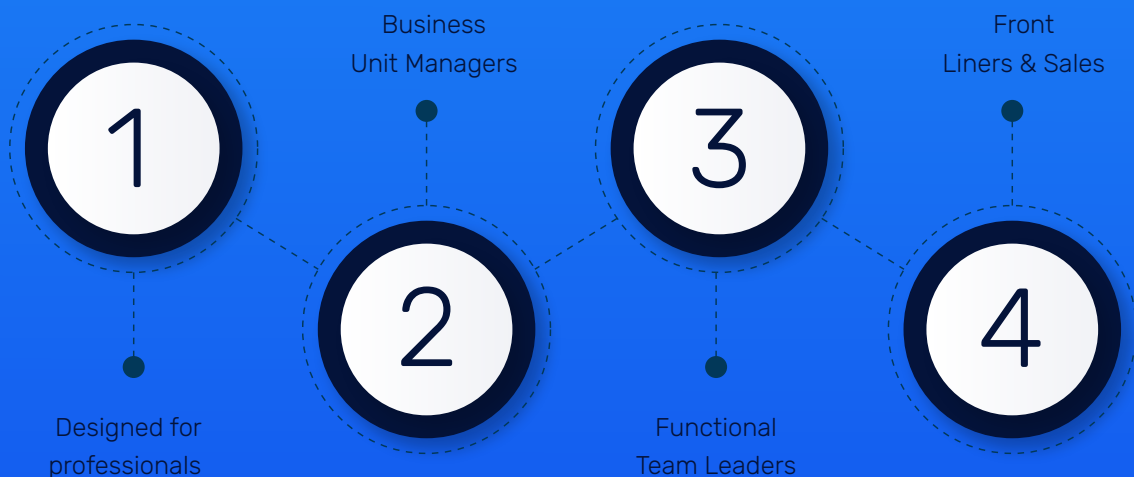 1
Designed for
professionals
Business
Unit Managers
2
3
Functional
Team Leaders
Front
Liners & Sales
4